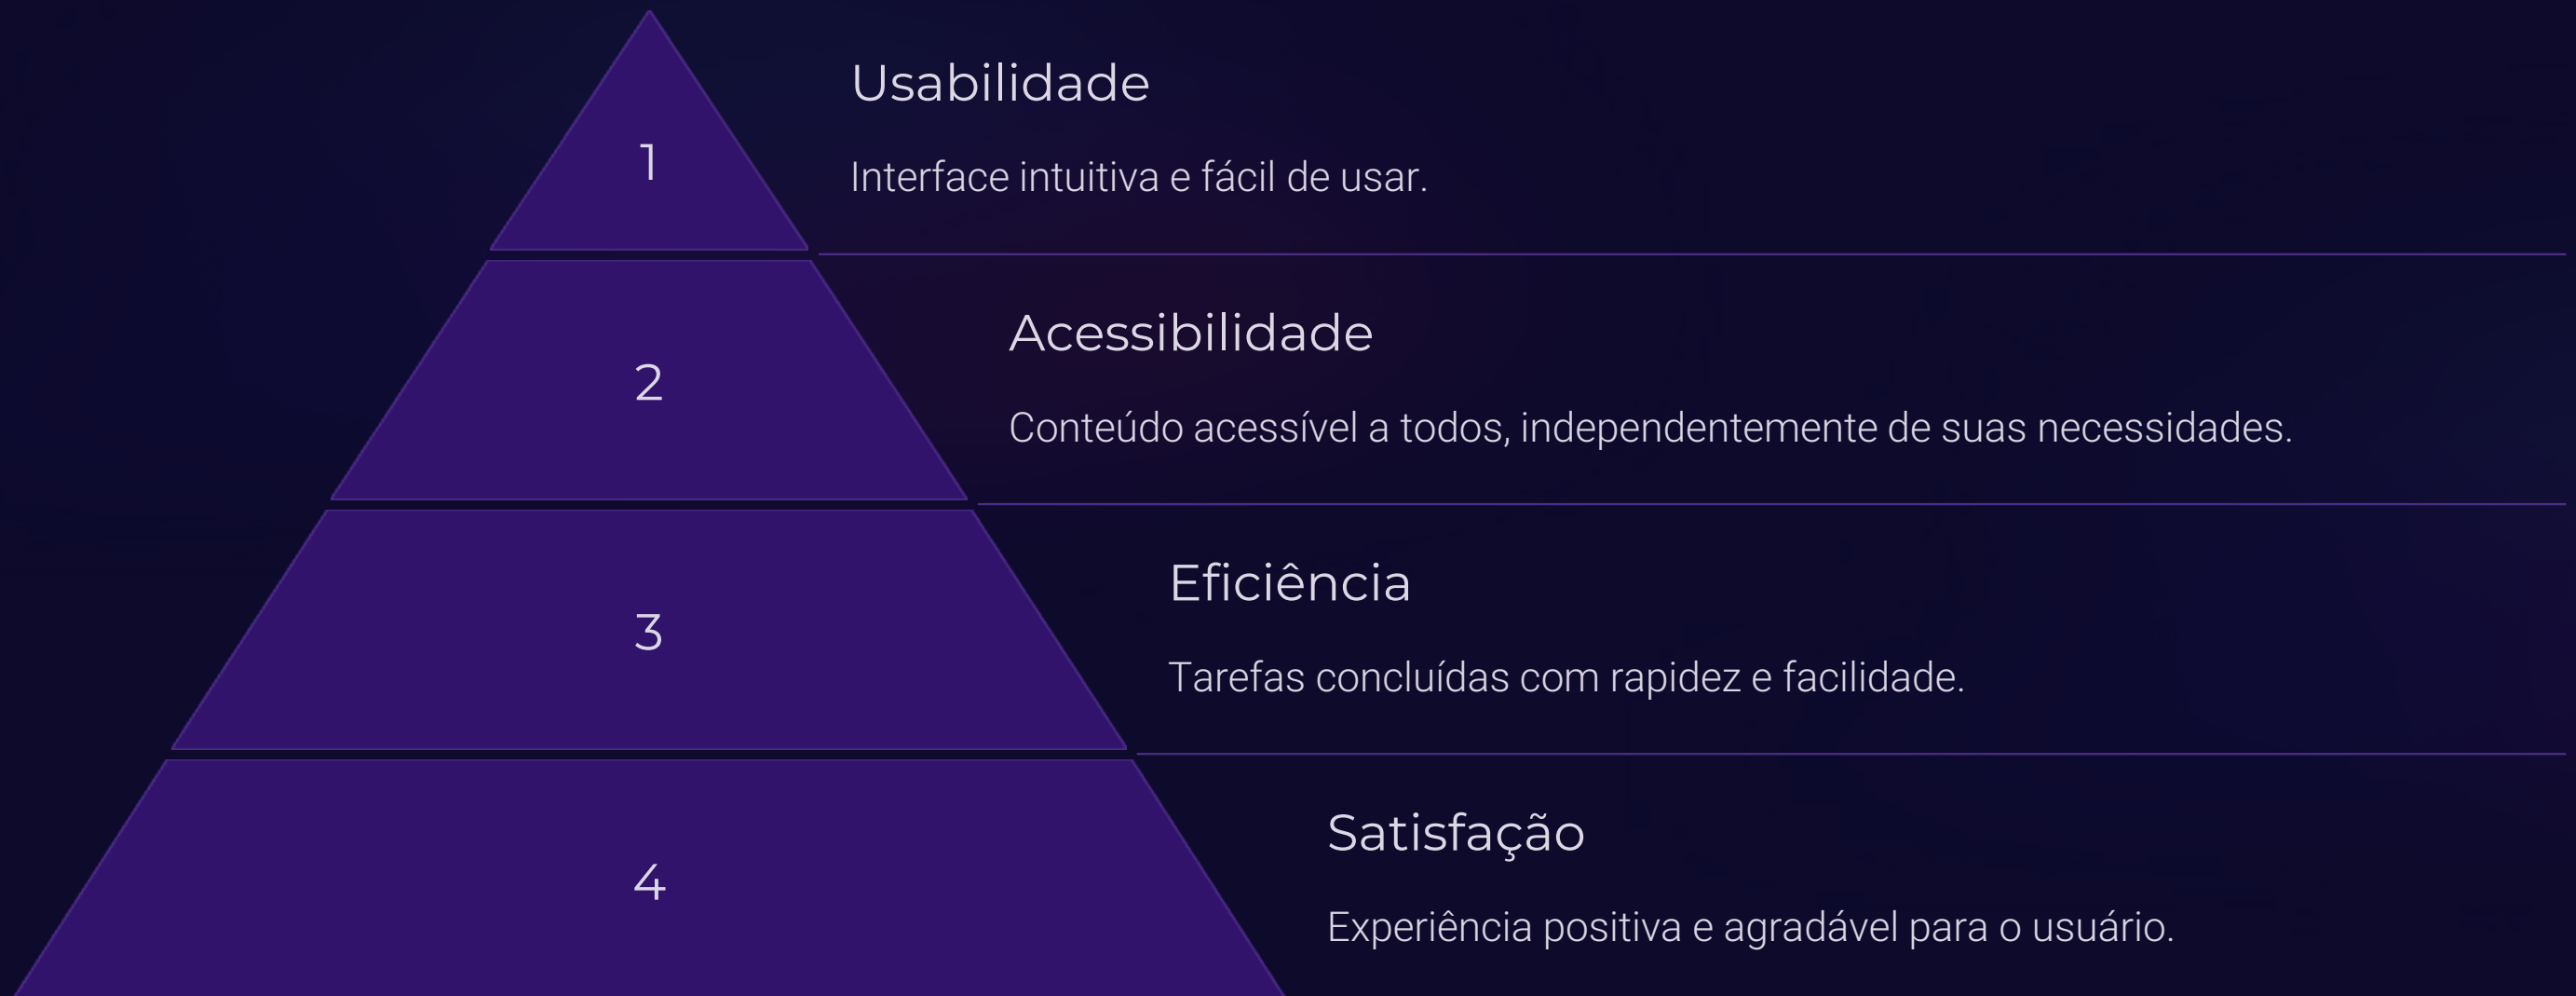 1
Usabilidade
Interface intuitiva e fácil de usar.
2
Acessibilidade
Conteúdo acessível a todos, independentemente de suas necessidades.
3
Eficiência
Tarefas concluídas com rapidez e facilidade.
4
Satisfação
Experiência positiva e agradável para o usuário.